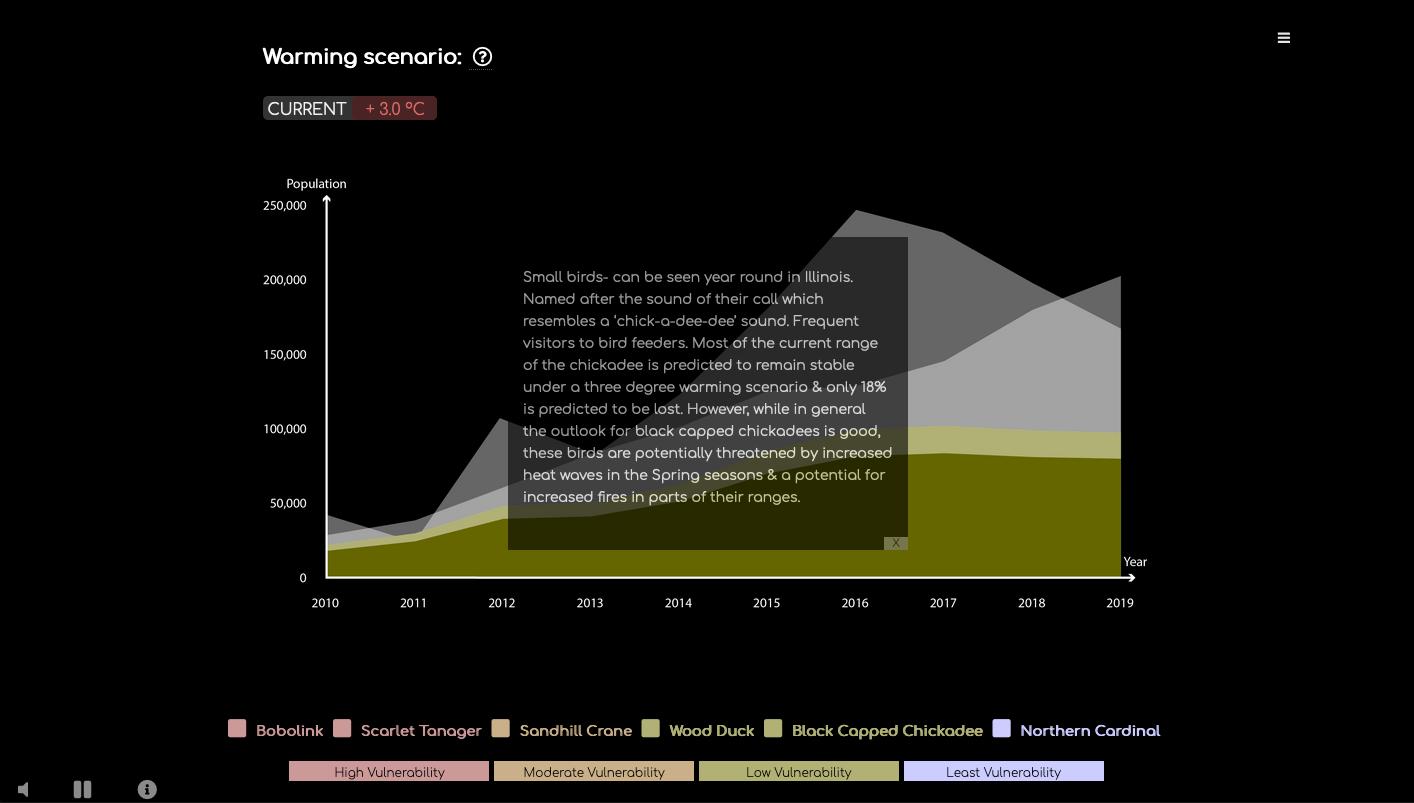 Warming scenario: ?
CURRENT + 3.0 °C
Population
250,000
200,000
150,000
100,000
50,000
0
Small birds- can be seen year round in Illinois.
Named after the sound of their call which
resembles a 'chick-a-dee-dee' sound. Frequent
visitors to bird feeders. Most of the current range
of the chickadee is predicted to remain stable
under a three degree warming scenario & only 18%
is predicted to be lost. However, while in general
the outlook for black capped chickadees is good,
these birds are potentially threatened by increased
heat waves in the Spring seasons & a potential for
increased fires in parts of their ranges.
X
Year
2010 2011 2012 2013 2014 2015 2016 2017 2018 2019
Bobolink Scarlet Tanager Sandhill Crane Wood Duck Black Capped Chickadee Northern Cardinal
High Vulnerability Moderate Vulnerability Low Vulnerability Least Vulnerability